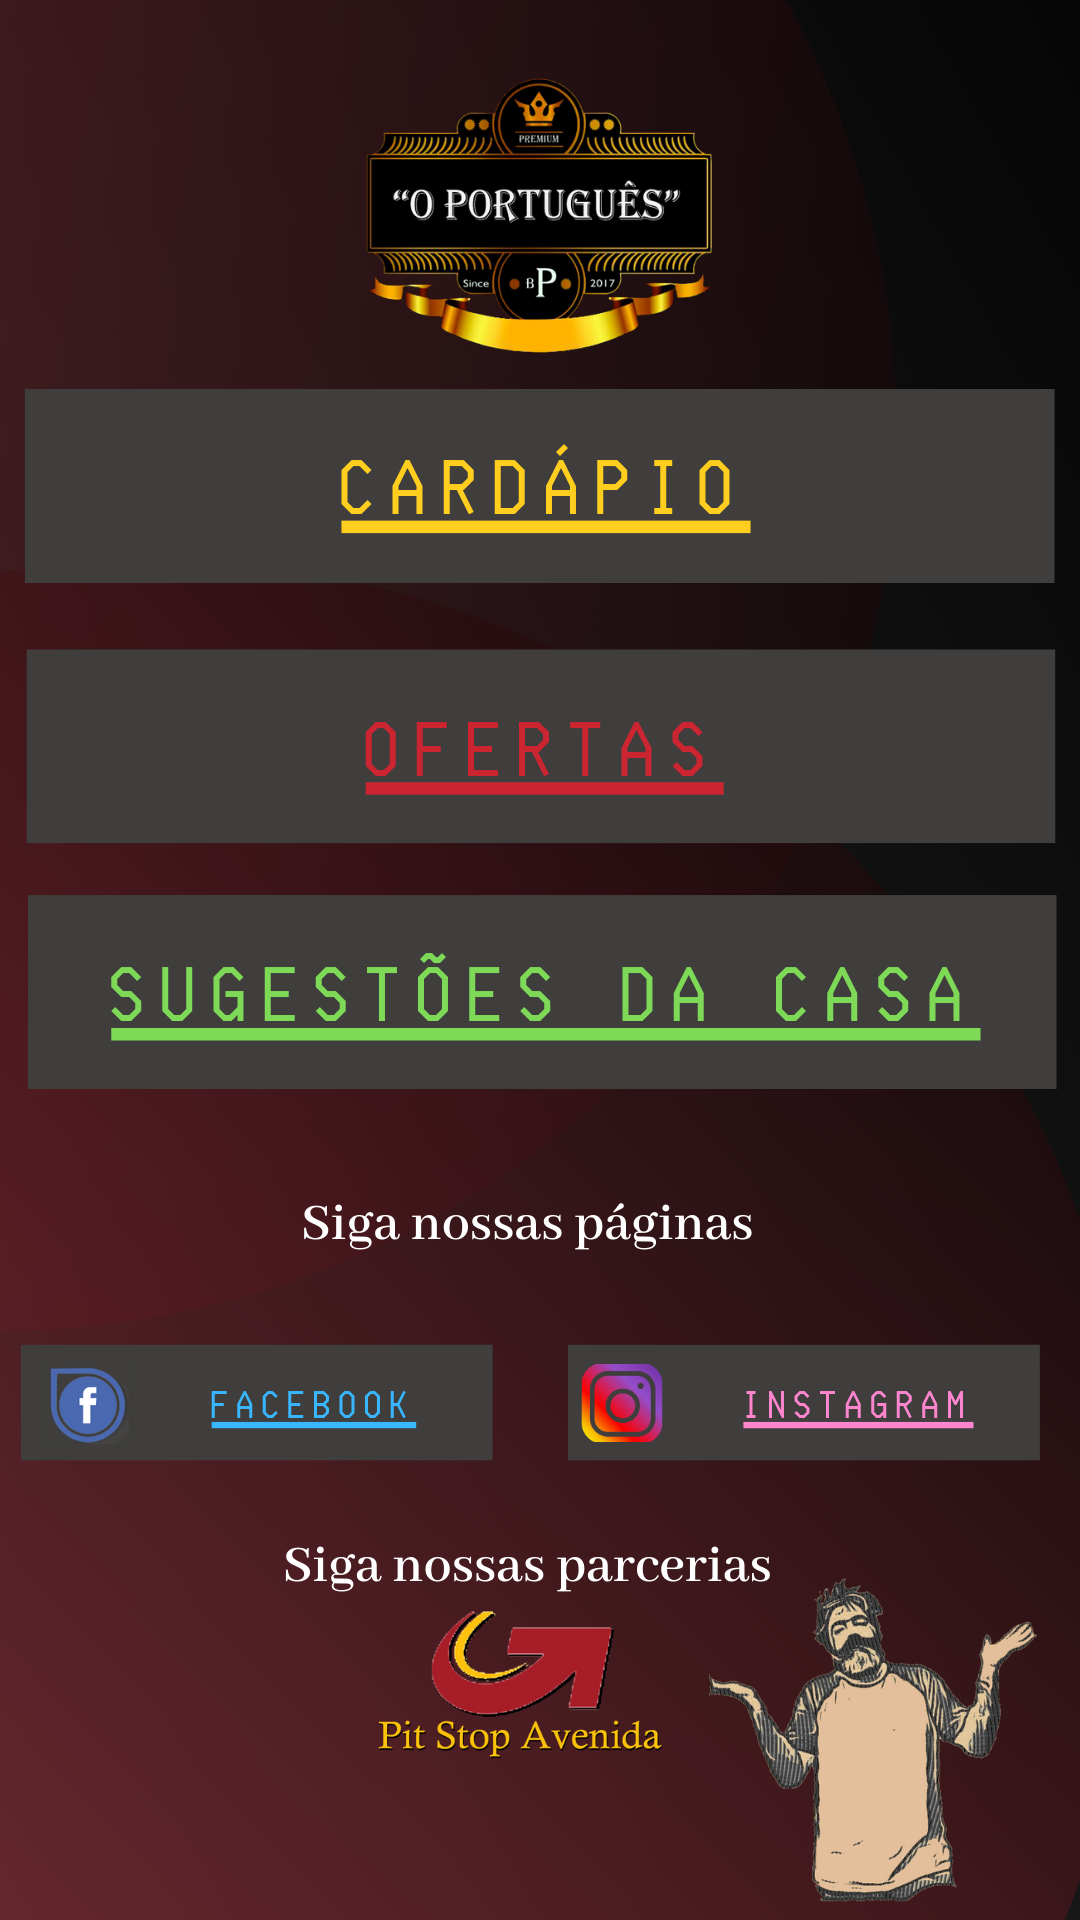 PREMIUM
“O PORTUGUÊS”
Since BP 2017
CARDÁPIO
OFERTAS
SUGESTÕES DA CASA
Siga nossas páginas
f FACEBOOK INSTAGRAM
Siga nossas parcerias
Pit Stop Avenida